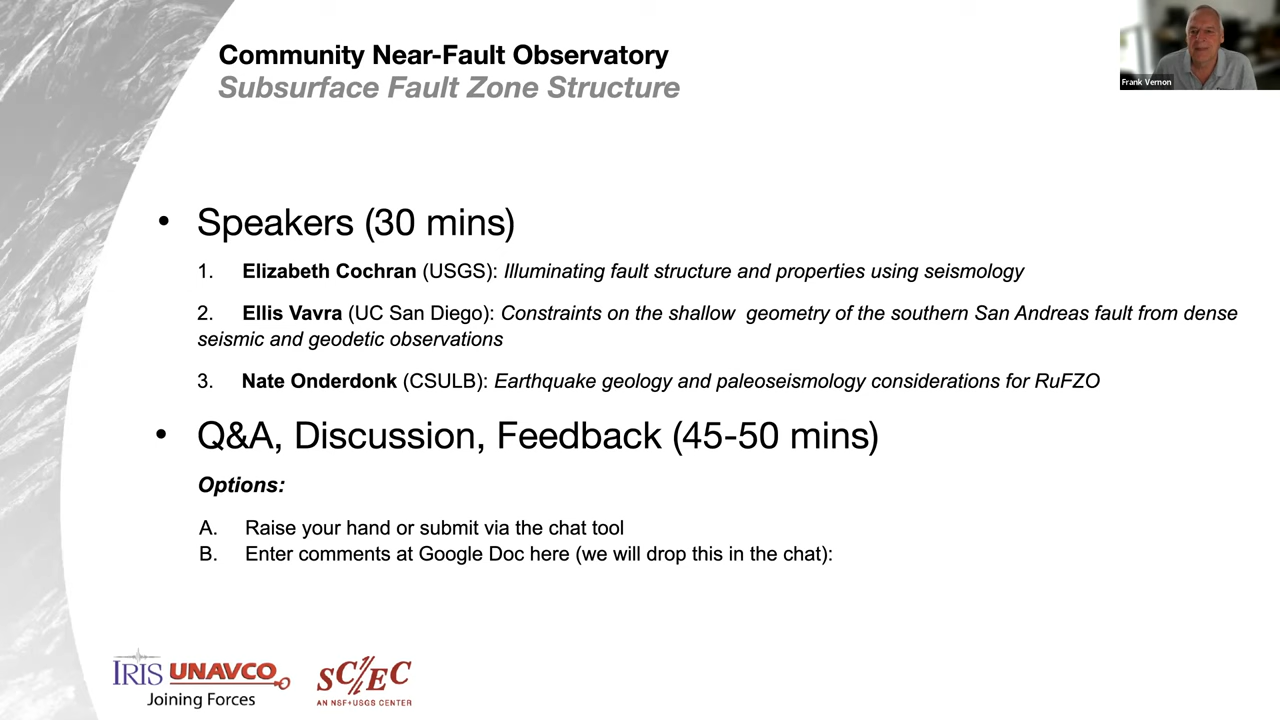 Community Near-Fault Observatory
Subsurface Fault Zone Structure
Frank Vernon
• Speakers (30 mins)
1. Elizabeth Cochran (USGS): Illuminating fault structure and properties using seismology
2. Ellis Vavra (UC San Diego): Constraints on the shallow geometry of the southern San Andreas fault from dense
seismic and geodetic observations
3. Nate Onderdonk (CSULB): Earthquake geology and paleoseismology considerations for RuFZO
• Q&A, Discussion, Feedback (45-50 mins)
Options:
A. Raise your hand or submit via the chat tool
B. Enter comments at Google Doc here (we will drop this in the chat):
IRIS UNAVCO
Joining Forces
SC/EC
AN NSF+USGS CENTER